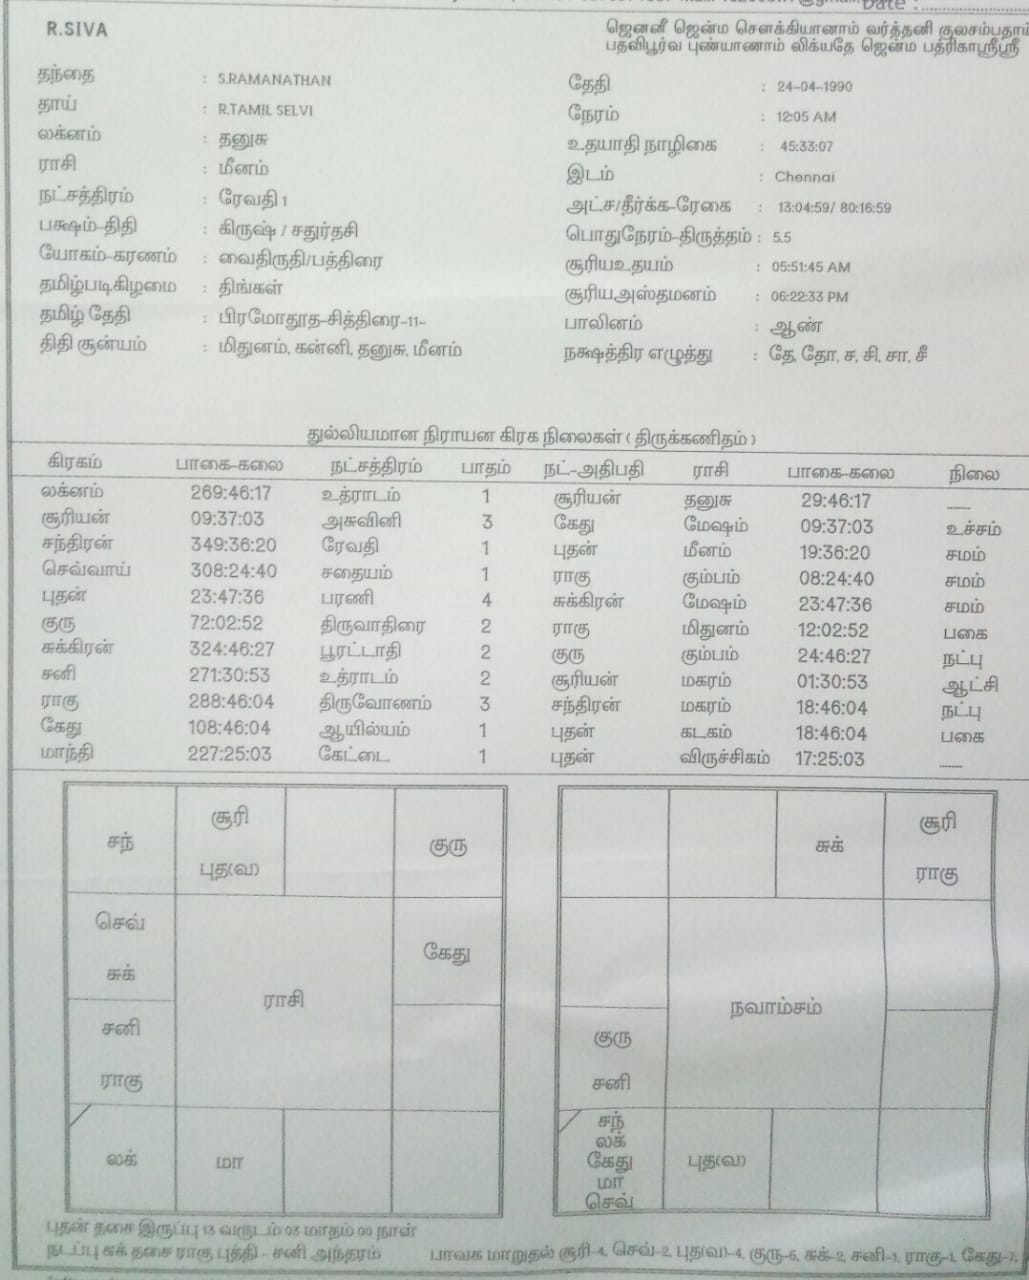 Date :
R.SIVA
ஜெனனீ ஜென்ம சௌக்கியானாம் வர்த்தனி குலசம்பதாம்
பதவிபூர்வ புண்யாணாம் லிக்யதே ஜென்ம பத்ரிகாஸ்ரீஸ்ரீ
தந்தை : S.RAMANATHAN
தாய் : R.TAMIL SELVI
லக்னம் : தனுசு
ராசி : மீனம்
நட்சத்திரம் : ரேவதி 1
பக்ஷம்-திதி : கிருஷ் / சதுர்தசி
யோகம்-கரணம் : வைதிருதி/பத்திரை
தமிழ்படிகிழமை : திங்கள்
தமிழ் தேதி : பிரமோதூத-சித்திரை-11-
திதி சூன்யம் : மிதுனம், கன்னி, தனுசு, மீனம்
தேதி : 24-04-1990
நேரம் : 12:05 AM
உதயாதி நாழிகை : 45:33:07
இடம் : Chennai
அட்ச/தீர்க்க-ரேகை : 13:04:59/ 80:16:59
பொதுநேரம்-திருத்தம் : 5.5
சூரியஉதயம் : 05:51:45 AM
சூரியஅஸ்தமனம் : 06:22:33 PM
பாலினம் : ஆண்
நக்ஷத்திர எழுத்து : தே, தோ, ச, சி, சா, சீ
துல்லியமான நிராயன கிரக நிலைகள் ( திருக்கணிதம் )
கிரகம் பாகை-கலை நட்சத்திரம் பாதம் நட்-அதிபதி ராசி பாகை-கலை நிலை
லக்னம் 269:46:17 உத்ராடம் 1 சூரியன் தனுசு 29:46:17 ........
சூரியன் 09:37:03 அசுவினி 3 கேது மேஷம் 09:37:03 உச்சம்
சந்திரன் 349:36:20 ரேவதி 1 புதன் மீனம் 19:36:20 சமம்
செவ்வாய் 308:24:40 சதையம் 1 ராகு கும்பம் 08:24:40 சமம்
புதன் 23:47:36 பரணி 4 சுக்கிரன் மேஷம் 23:47:36 சமம்
குரு 72:02:52 திருவாதிரை 2 ராகு மிதுனம் 12:02:52 பகை
சுக்கிரன் 324:46:27 பூரட்டாதி 2 குரு கும்பம் 24:46:27 நட்பு
சனி 271:30:53 உத்ராடம் 2 சூரியன் மகரம் 01:30:53 ஆட்சி
ராகு 288:46:04 திருவோணம் 3 சந்திரன் மகரம் 18:46:04 நட்பு
கேது 108:46:04 ஆயில்யம் 1 புதன் கடகம் 18:46:04 பகை
மாந்தி 227:25:03 கேட்டை 1 புதன் விருச்சிகம் 17:25:03 ........
சந்
சூரி
புத(வ)
குரு
செவ்
சுக்
கேது
ராசி
சனி
ராகு
லக்
மா
சுக்
சூரி
ராகு
நவாம்சம்
குரு
சனி
சந்
லக்
கேது
மா
செவ்
புத(வ)
புதன் தசை இருப்பு 13 வருடம் 03 மாதம் 00 நாள்
நடப்பு சுக் தசை ராகு புத்தி - சனி அந்தரம் பாவக மாறுதல் சூரி-4, செவ்-2, புத(வ)-4, குரு-6, சுக்-2, சனி-1, ராகு-1, கேது-7,